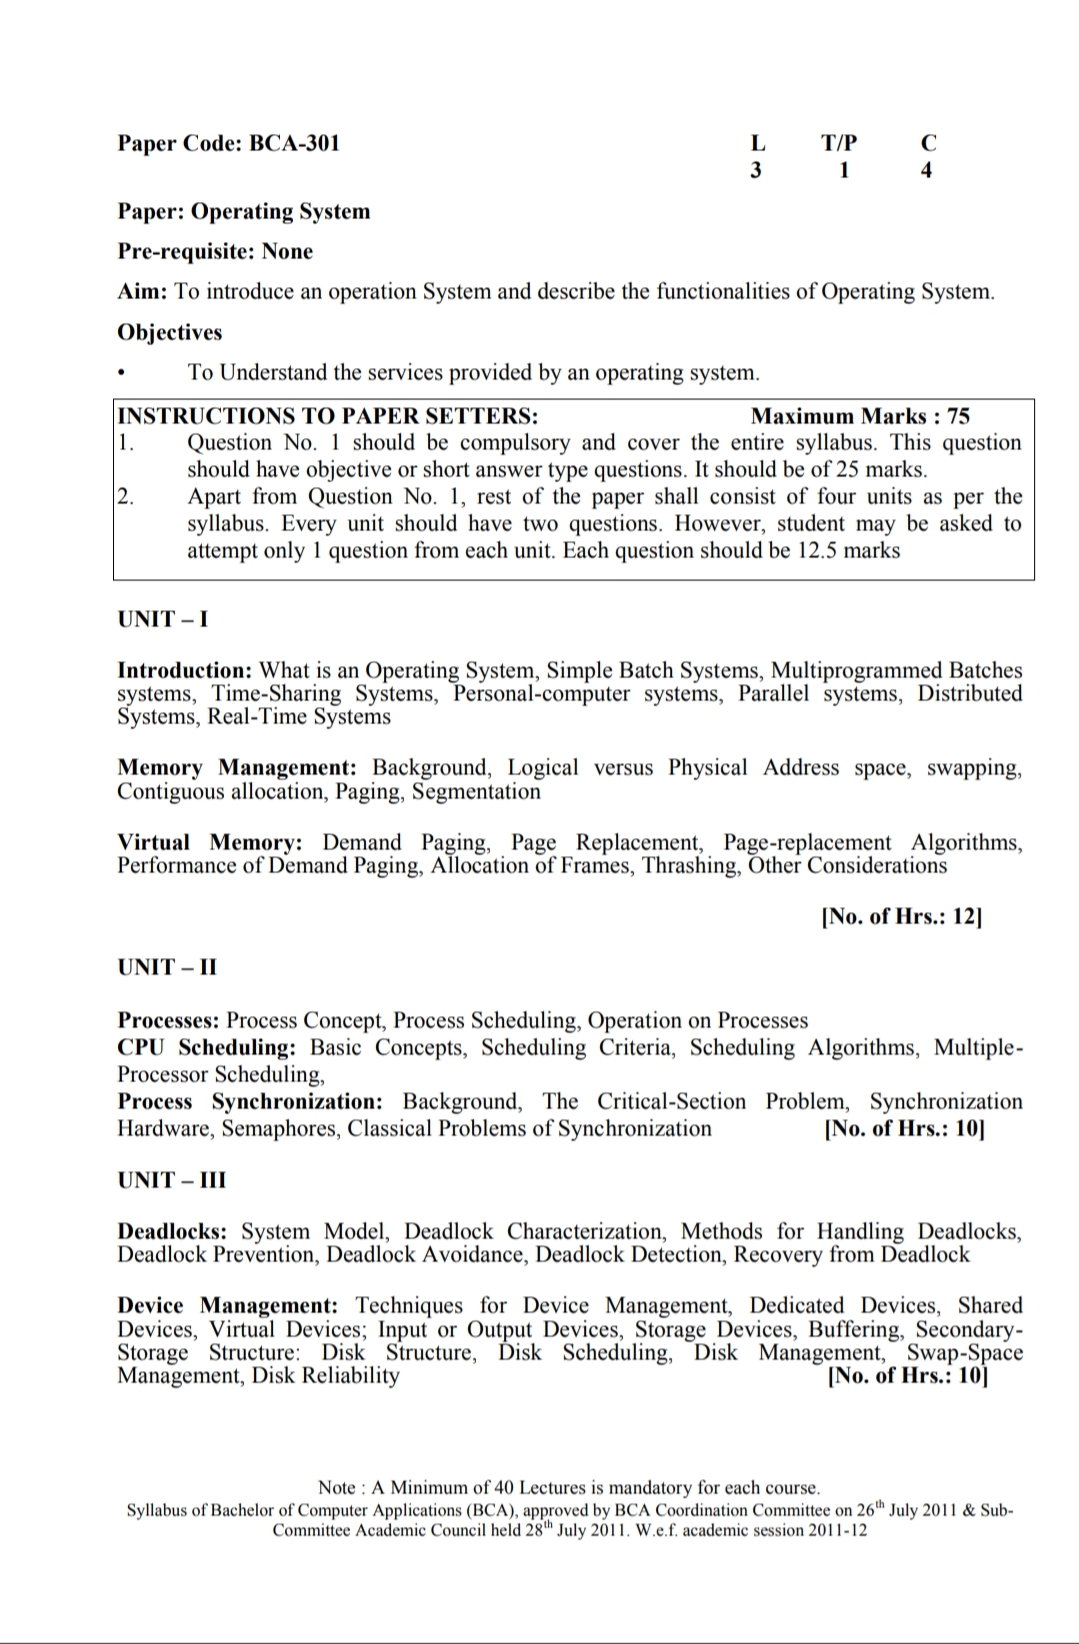 Paper Code: BCA-301 L T/P C
3 1 4
Paper: Operating System
Pre-requisite: None
Aim: To introduce an operation System and describe the functionalities of Operating System.
Objectives
• To Understand the services provided by an operating system.
INSTRUCTIONS TO PAPER SETTERS: Maximum Marks : 75
1. Question No. 1 should be compulsory and cover the entire syllabus. This question
should have objective or short answer type questions. It should be of 25 marks.
2. Apart from Question No. 1, rest of the paper shall consist of four units as per the
syllabus. Every unit should have two questions. However, student may be asked to
attempt only 1 question from each unit. Each question should be 12.5 marks
UNIT – I
Introduction: What is an Operating System, Simple Batch Systems, Multiprogrammed Batches
systems, Time-Sharing Systems, Personal-computer systems, Parallel systems, Distributed
Systems, Real-Time Systems
Memory Management: Background, Logical versus Physical Address space, swapping,
Contiguous allocation, Paging, Segmentation
Virtual Memory: Demand Paging, Page Replacement, Page-replacement Algorithms,
Performance of Demand Paging, Allocation of Frames, Thrashing, Other Considerations
[No. of Hrs.: 12]
UNIT – II
Processes: Process Concept, Process Scheduling, Operation on Processes
CPU Scheduling: Basic Concepts, Scheduling Criteria, Scheduling Algorithms, Multiple-
Processor Scheduling,
Process Synchronization: Background, The Critical-Section Problem, Synchronization
Hardware, Semaphores, Classical Problems of Synchronization [No. of Hrs.: 10]
UNIT – III
Deadlocks: System Model, Deadlock Characterization, Methods for Handling Deadlocks,
Deadlock Prevention, Deadlock Avoidance, Deadlock Detection, Recovery from Deadlock
Device Management: Techniques for Device Management, Dedicated Devices, Shared
Devices, Virtual Devices; Input or Output Devices, Storage Devices, Buffering, Secondary-
Storage Structure: Disk Structure, Disk Scheduling, Disk Management, Swap-Space
Management, Disk Reliability [No. of Hrs.: 10]
Note : A Minimum of 40 Lectures is mandatory for each course.
Syllabus of Bachelor of Computer Applications (BCA), approved by BCA Coordination Committee on 26th July 2011 & Sub-
Committee Academic Council held 28th July 2011. W.e.f. academic session 2011-12